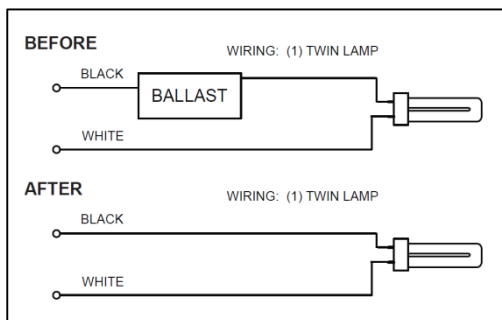 BEFORE
WIRING: (1) TWIN LAMP
BLACK
BALLAST
WHITE
AFTER
WIRING: (1) TWIN LAMP
BLACK
WHITE